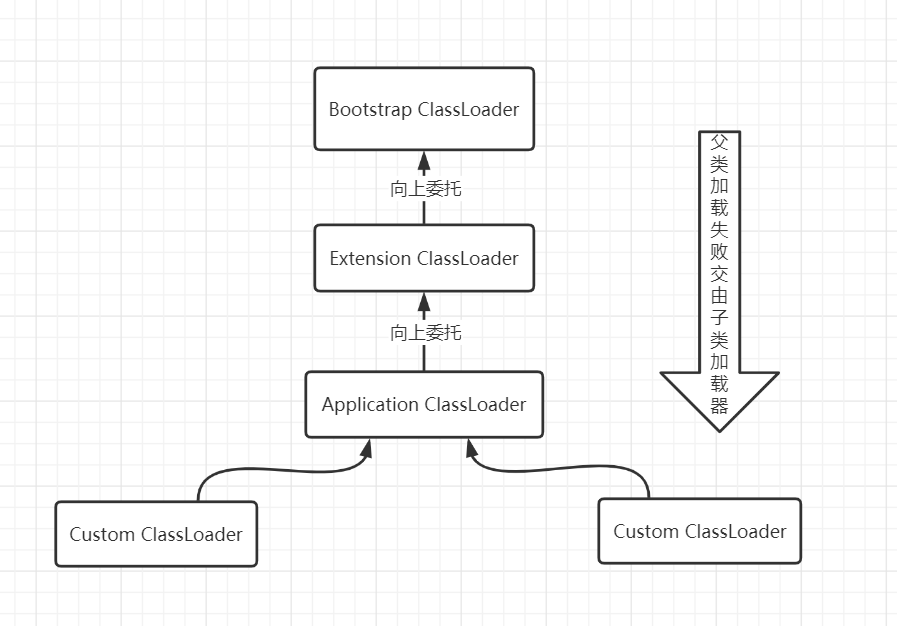 Bootstrap ClassLoader
向上委托
Extension ClassLoader
向上委托
Application ClassLoader
Custom ClassLoader
Custom ClassLoader
父类加载失败交由子类加载器